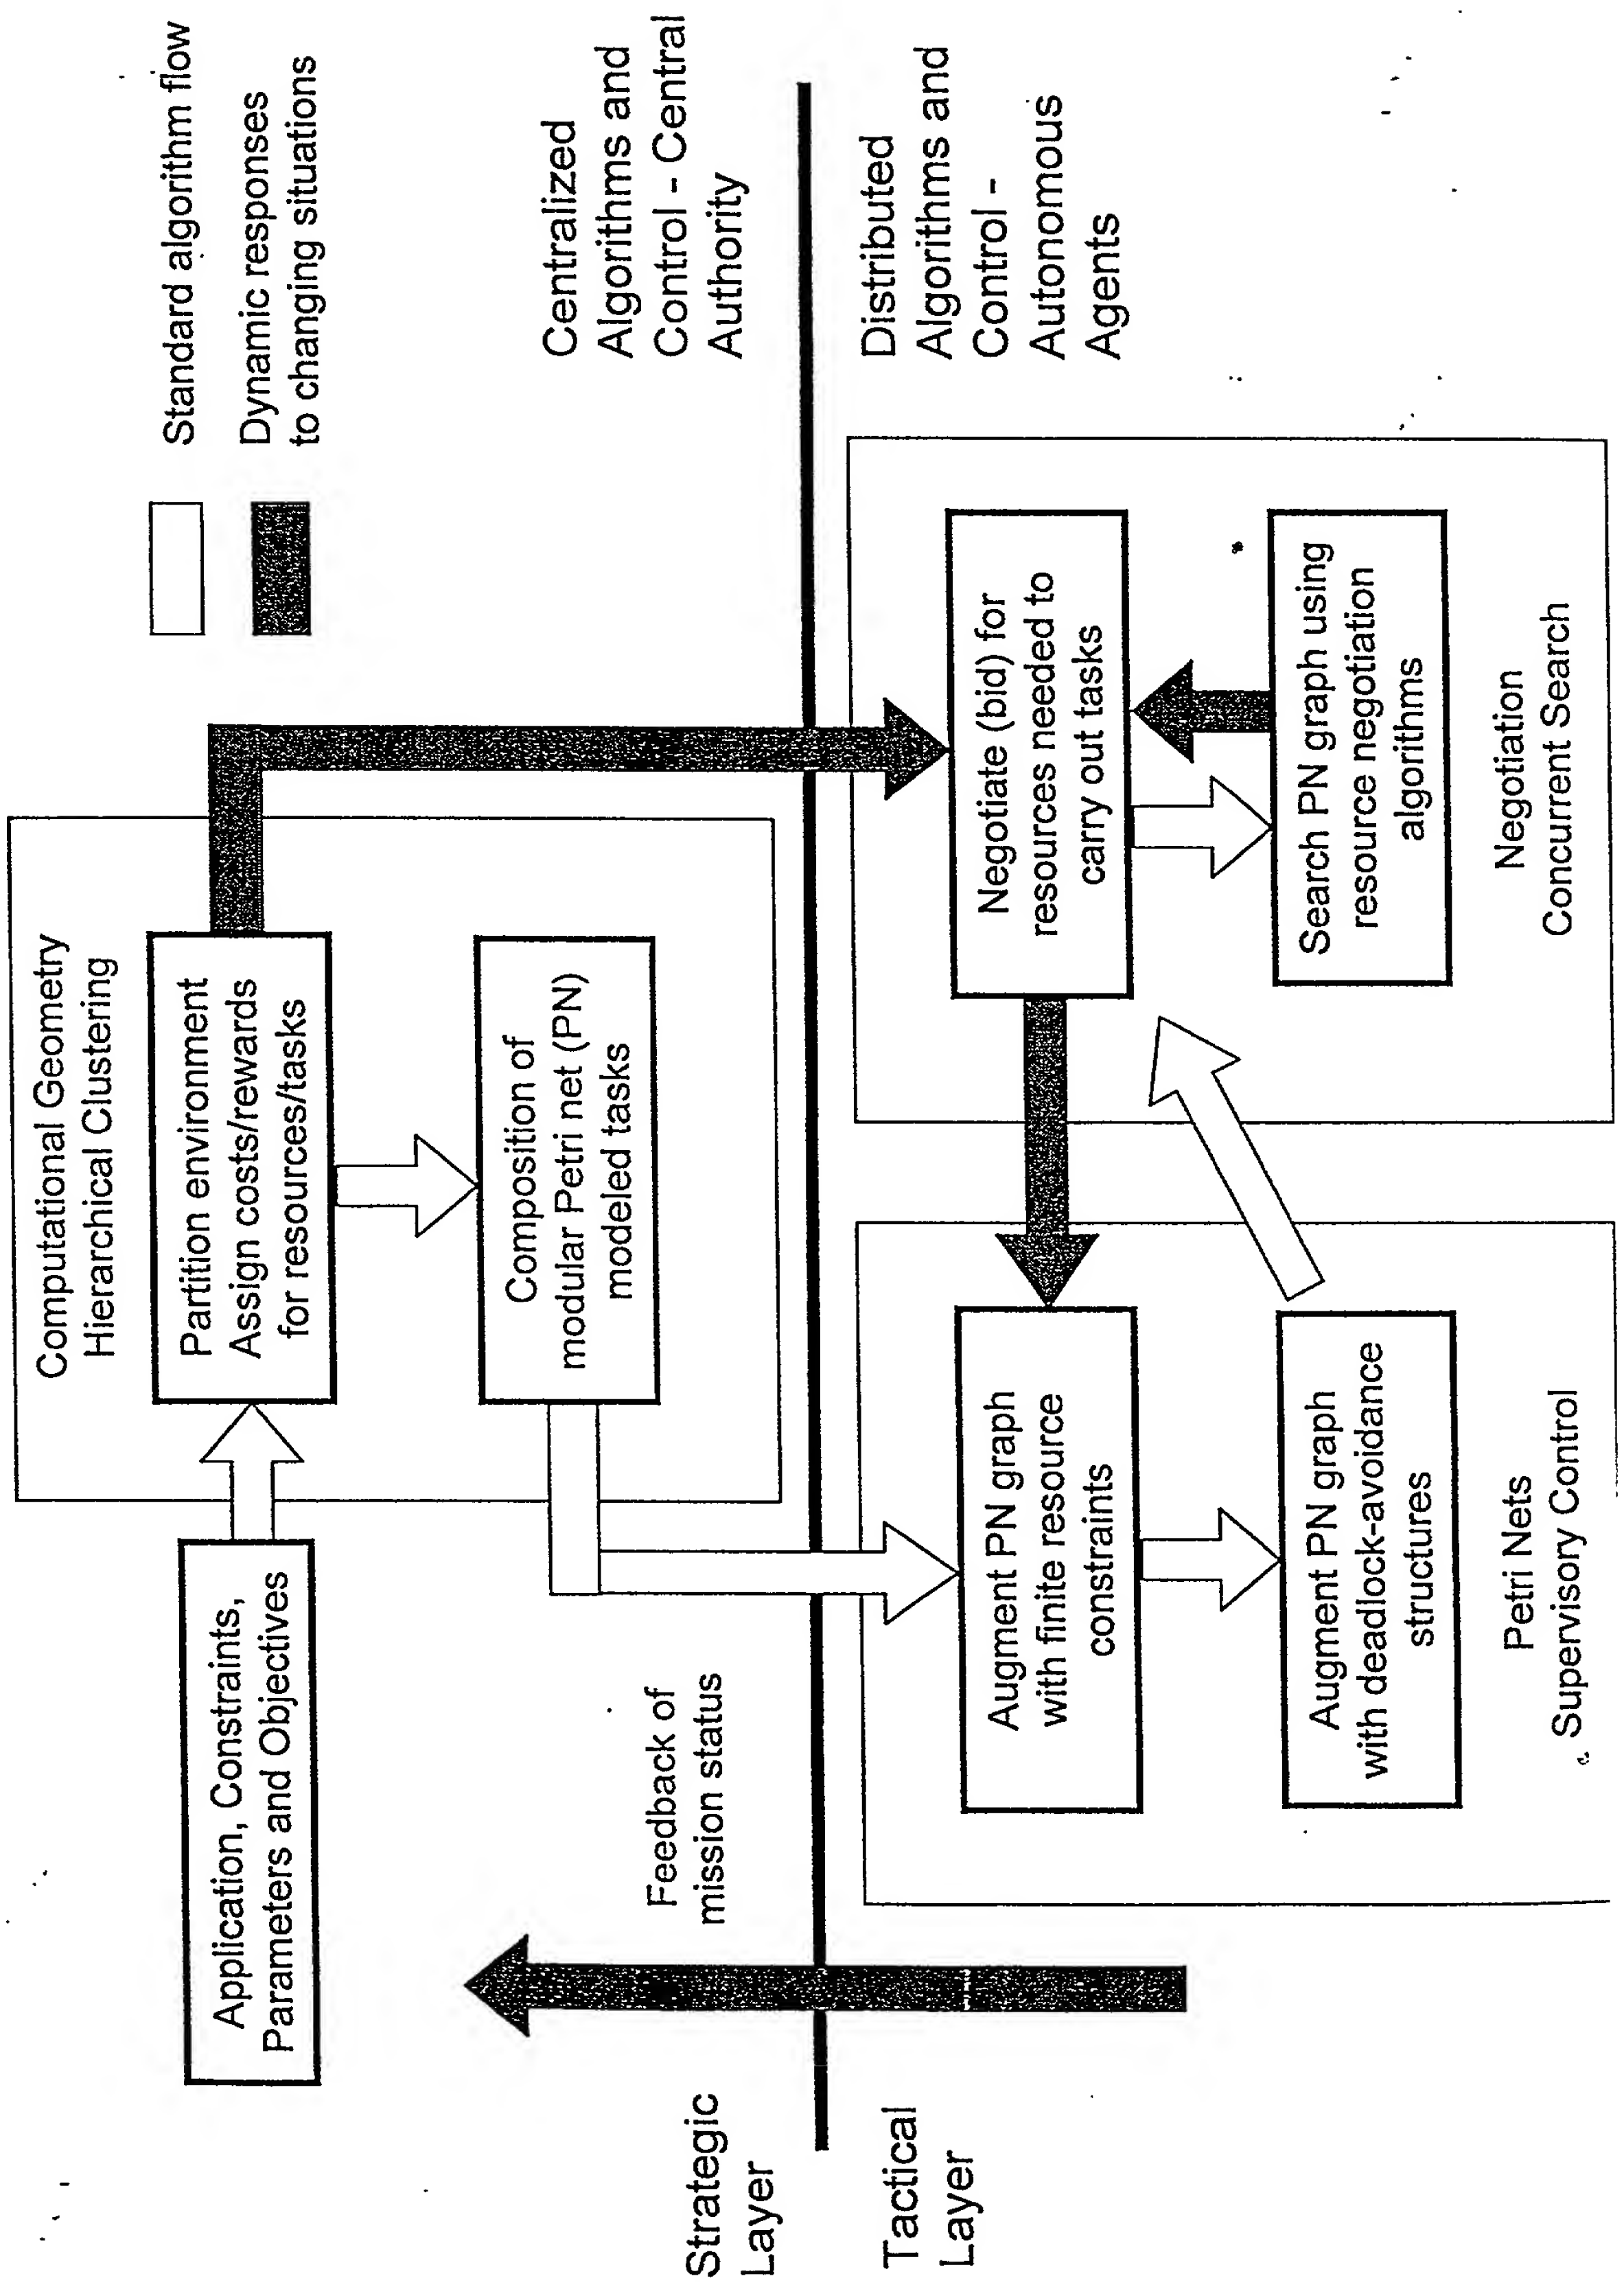 Standard algorithm flow
Dynamic responses
to changing situations
Computational Geometry
Hierarchical Clustering
Application, Constraints,
Parameters and Objectives
Partition environment
Assign costs/rewards
for resources/tasks
Composition of
modular Petri net (PN)
modeled tasks
Centralized
Algorithms and
Control - Central
Authority
Feedback of
mission status
Strategic
Layer
Tactical
Layer
Distributed
Algorithms and
Control -
Autonomous
Agents
Augment PN graph
with finite resource
constraints
Augment PN graph
with deadlock-avoidance
structures
Petri Nets
Supervisory Control
Negotiate (bid) for
resources needed to
carry out tasks
Search PN graph using
resource negotiation
algorithms
Negotiation
Concurrent Search